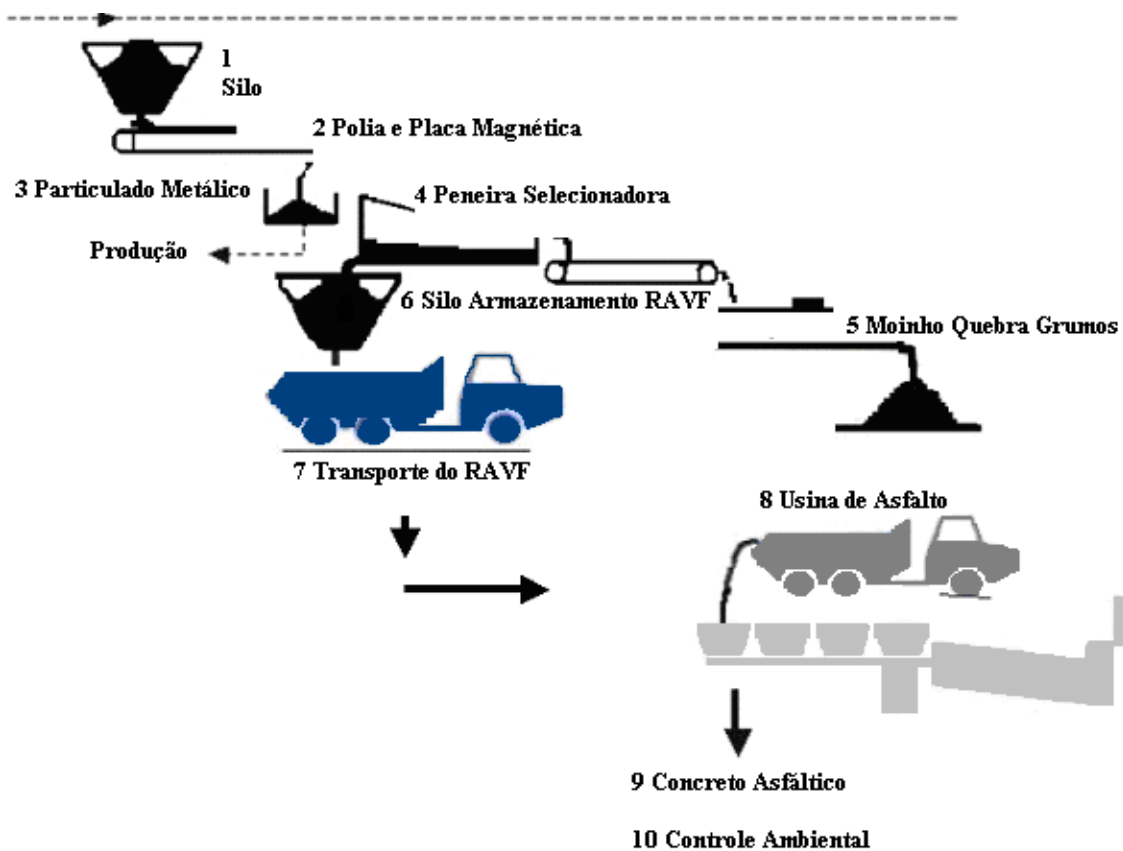 1
Silo
2 Polia e Placa Magnética
3 Particulado Metálico
4 Peneira Selecionadora
Produção
6 Silo Armazenamento RAVF
5 Moinho Quebra Grumos
7 Transporte do RAVF
8 Usina de Asfalto
9 Concreto Asfáltico
10 Controle Ambiental